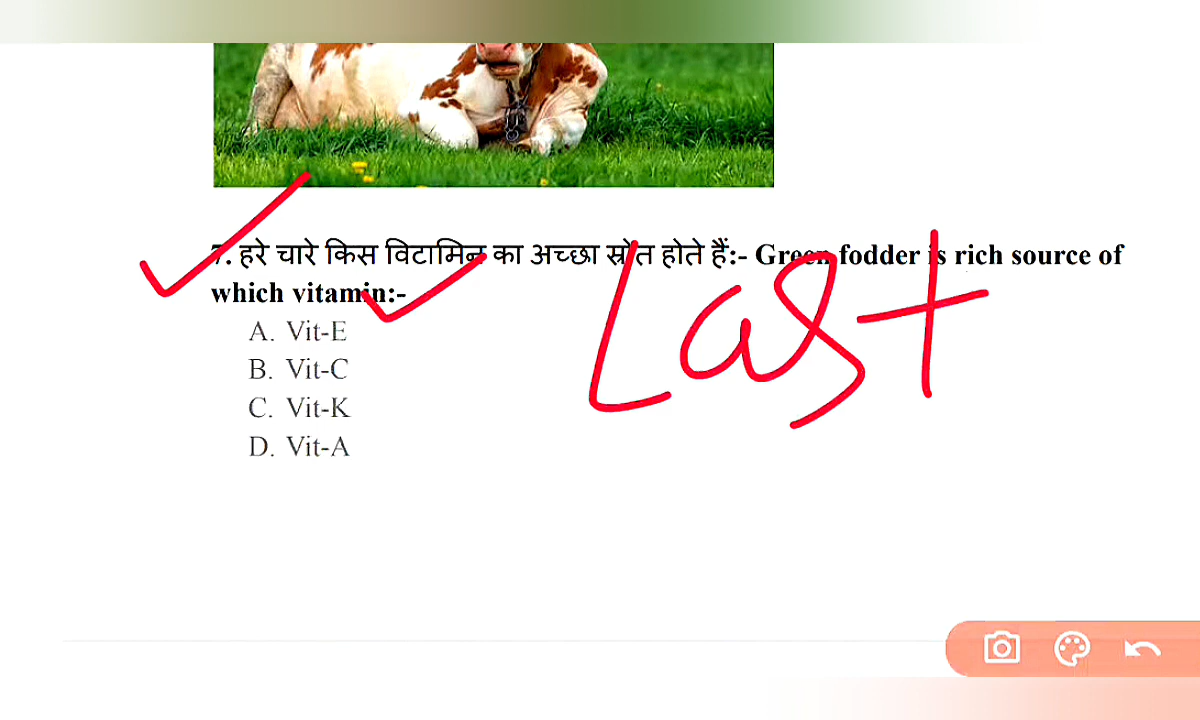 7. हरे चारे किस विटामिन का अच्छा स्रोत होते हैं:- Green fodder is rich source of
which vitamin:-
Last
A. Vit-E
B. Vit-C
C. Vit-K
D. Vit-A